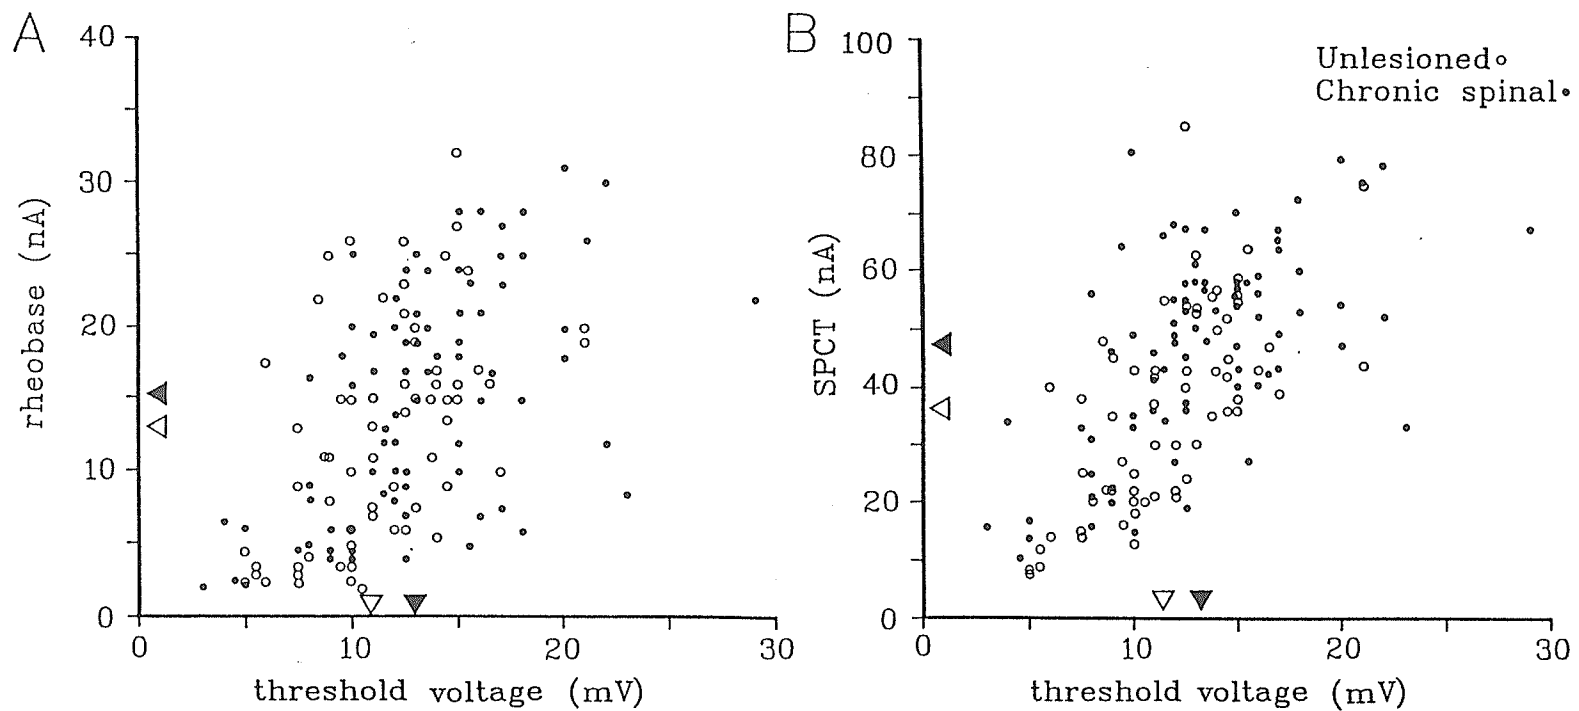 A
40
30
20
10
0
rheobase (nA)
0 10 20 30
threshold voltage (mV)
B
100
80
60
40
20
0
SPCT (nA)
0 10 20 30
threshold voltage (mV)
Unlesioned
Chronic spinal